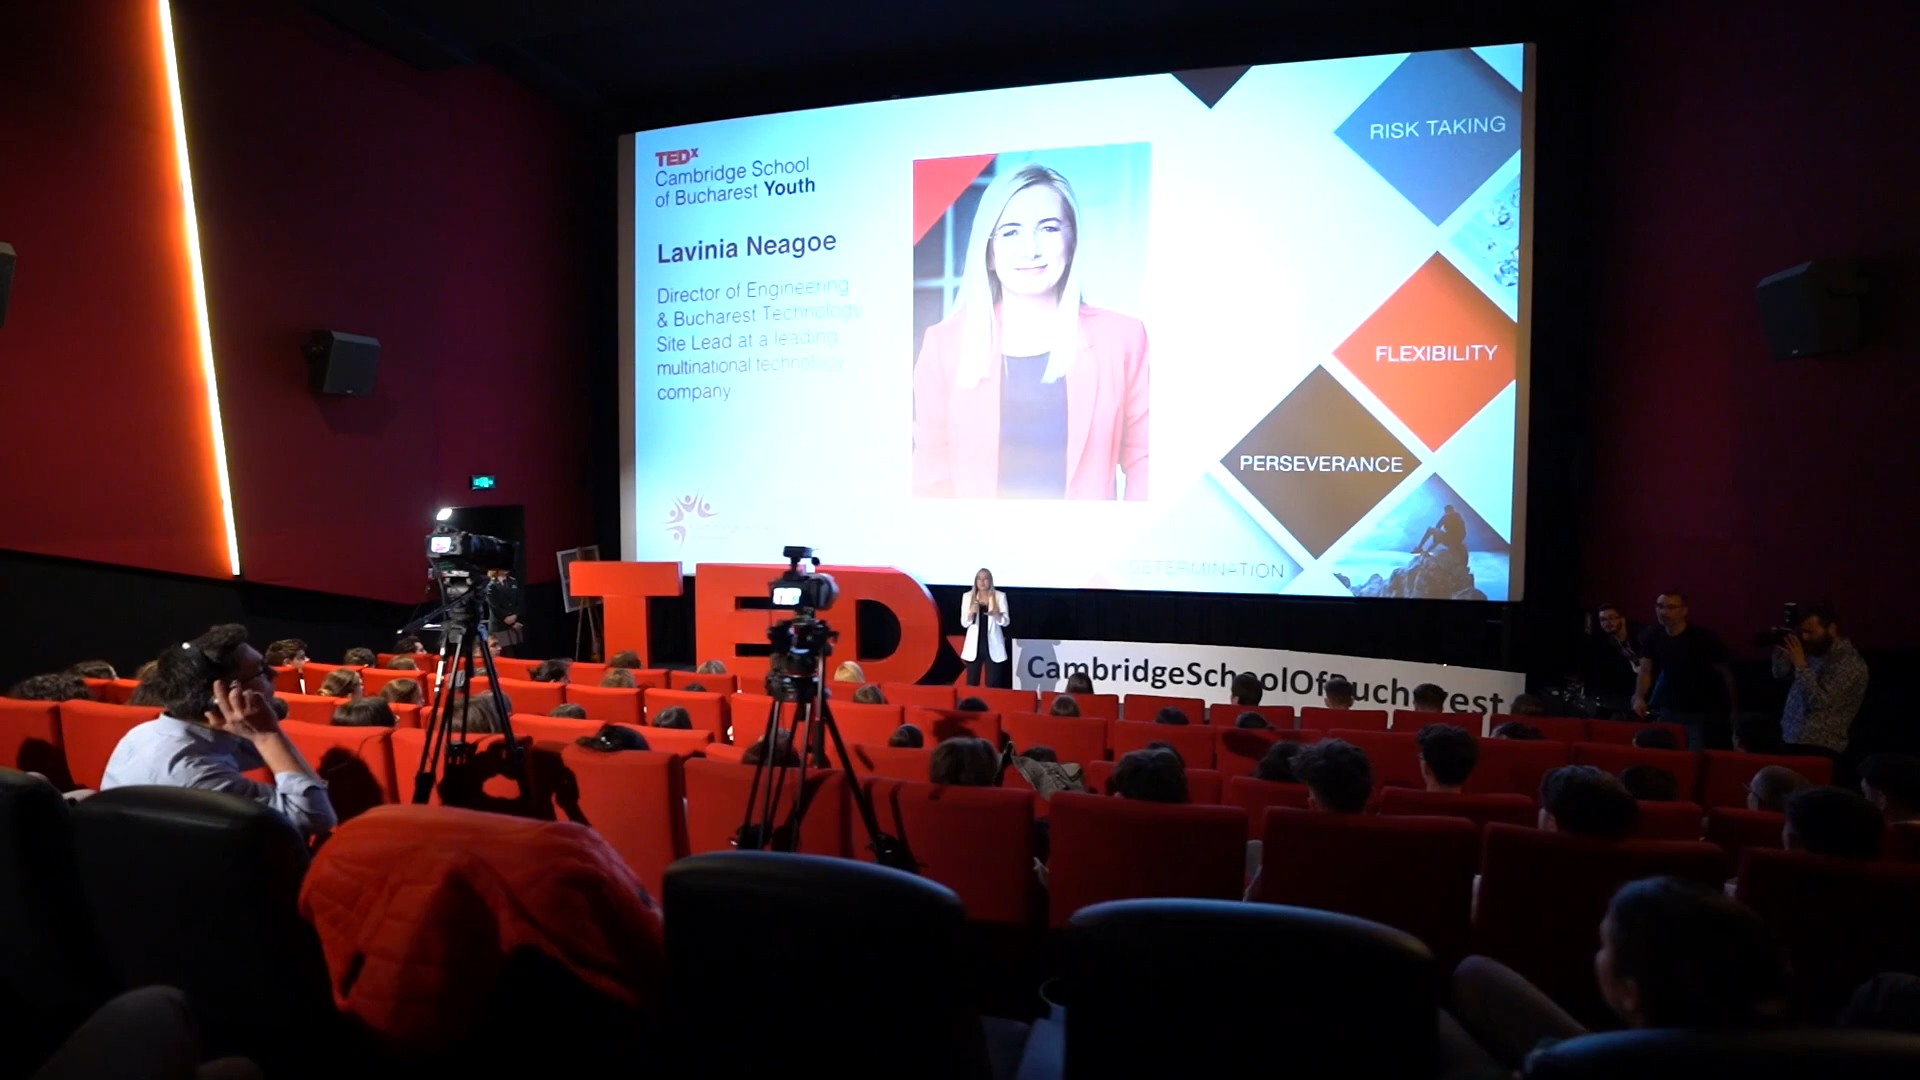 TEDx
Cambridge School
of Bucharest Youth
Lavinia Neagoe
Director of Engineering
& Bucharest Technology
Site Lead at a leading
multinational technology
company
RISK TAKING
FLEXIBILITY
PERSEVERANCE
DETERMINATION
TEDx
CambridgeSchoolOfBucharest